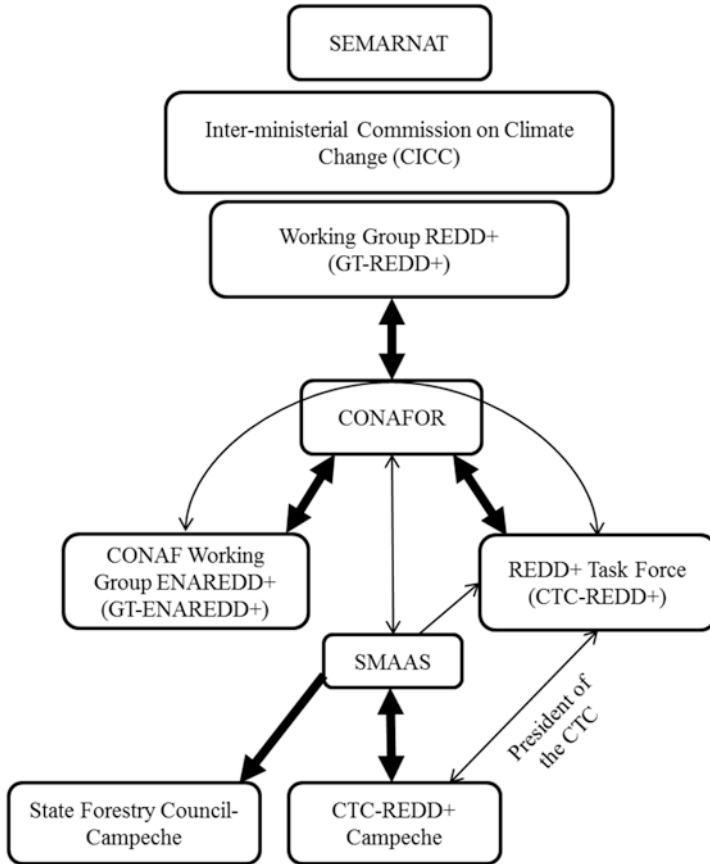 SEMARNAT
Inter-ministerial Commission on Climate
Change (CICC)
Working Group REDD+
(GT-REDD+)
CONAFOR
CONAF Working
Group ENAREDD+
(GT-ENAREDD+)
REDD+ Task Force
(CTC-REDD+)
SMAAS
President of
the CTC
State Forestry Council-
Campeche
CTC-REDD+
Campeche